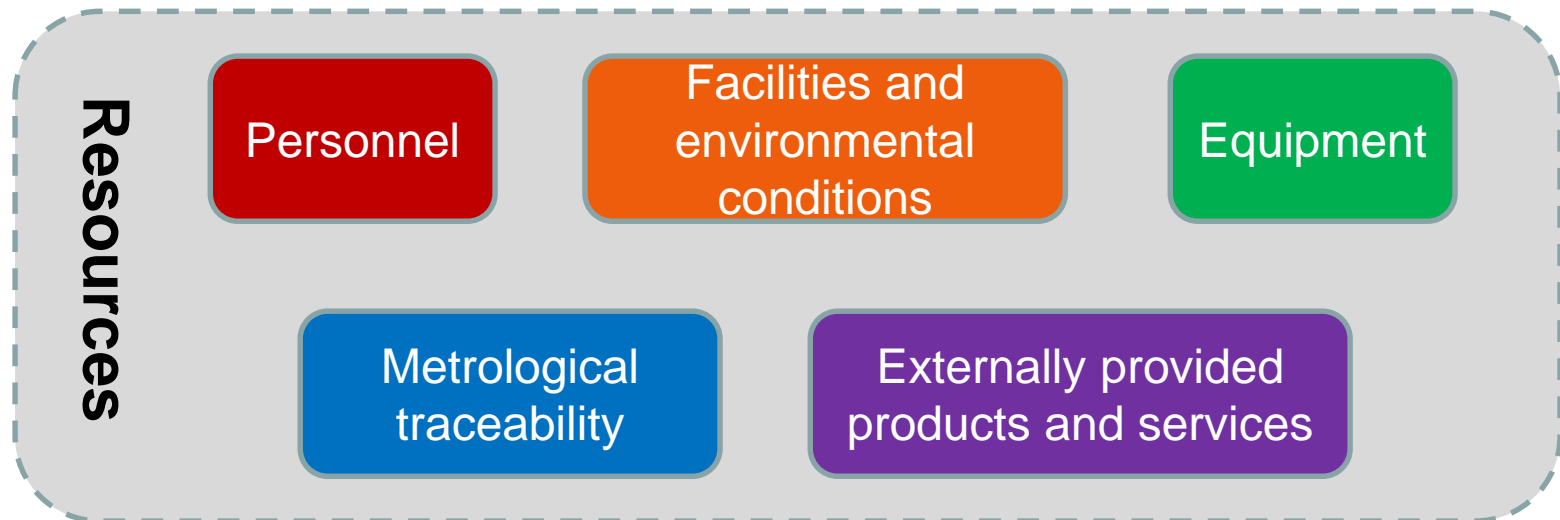 Resources
Personnel
Facilities and
environmental
conditions
Equipment
Metrological
traceability
Externally provided
products and services